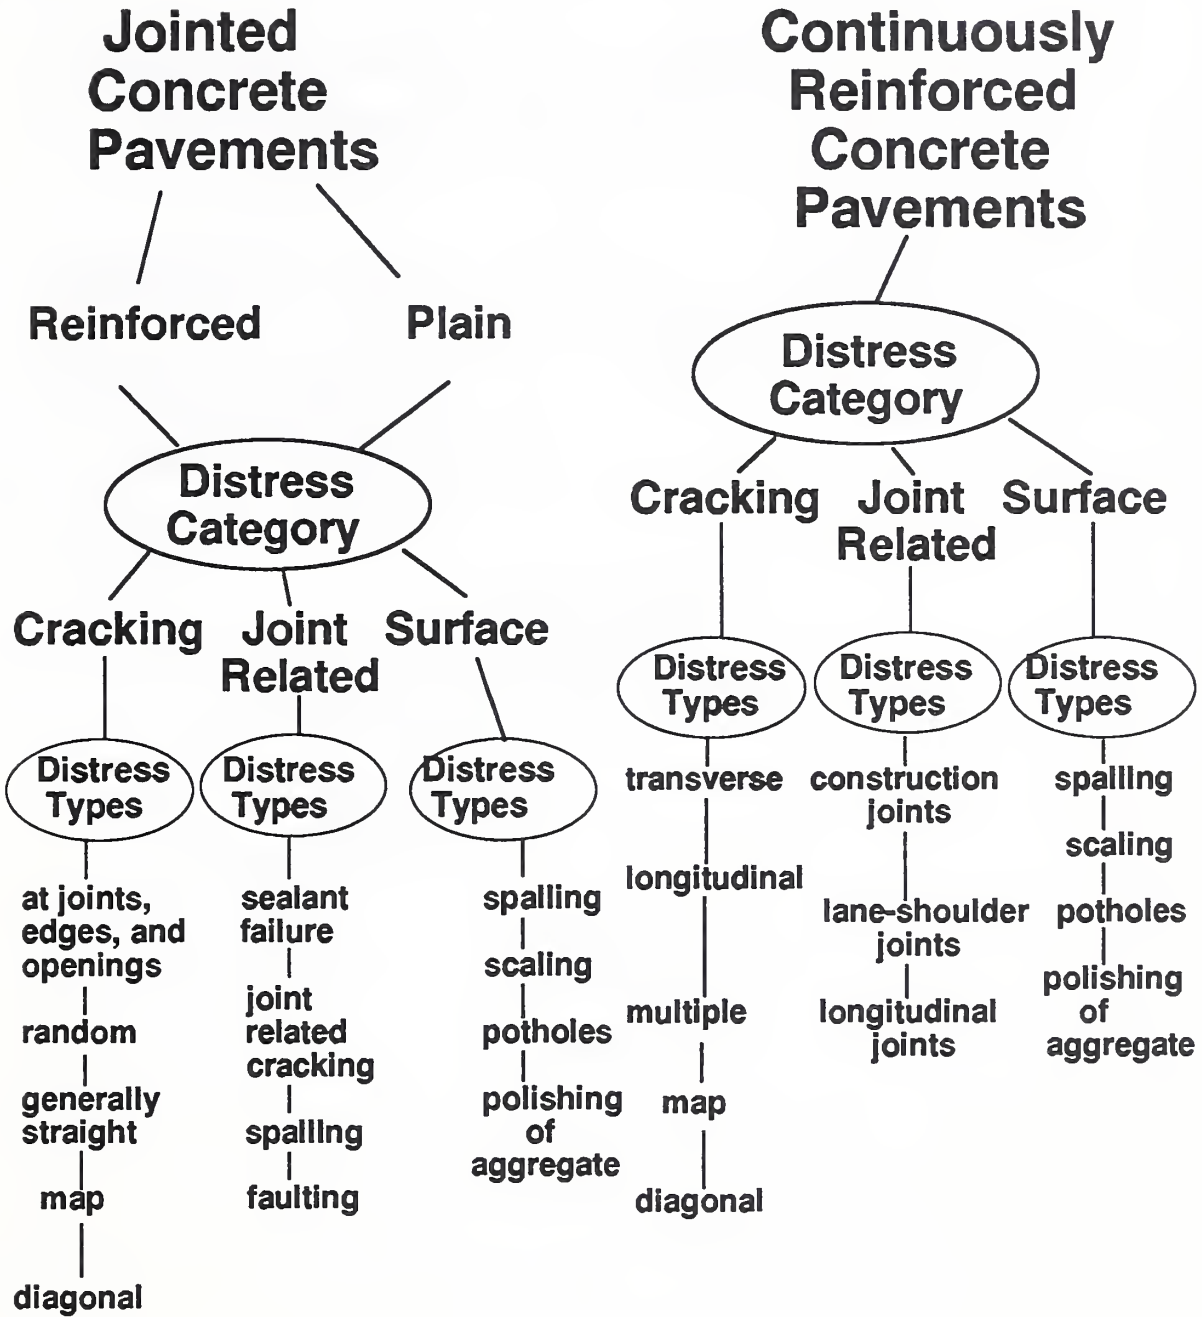 Jointed
Concrete
Pavements
Reinforced
Plain
Distress
Category
Cracking
Joint
Related
Surface
Distress
Types
at joints,
edges, and
openings
random
generally
straight
map
diagonal
Distress
Types
sealant
failure
joint
related
cracking
spalling
faulting
Distress
Types
spalling
scaling
potholes
polishing
of
aggregate
Continuously
Reinforced
Concrete
Pavements
Distress
Category
Cracking
Joint
Related
Surface
Distress
Types
transverse
longitudinal
multiple
map
diagonal
Distress
Types
construction
joints
lane-shoulder
joints
longitudinal
joints
Distress
Types
spalling
scaling
potholes
polishing
of
aggregate